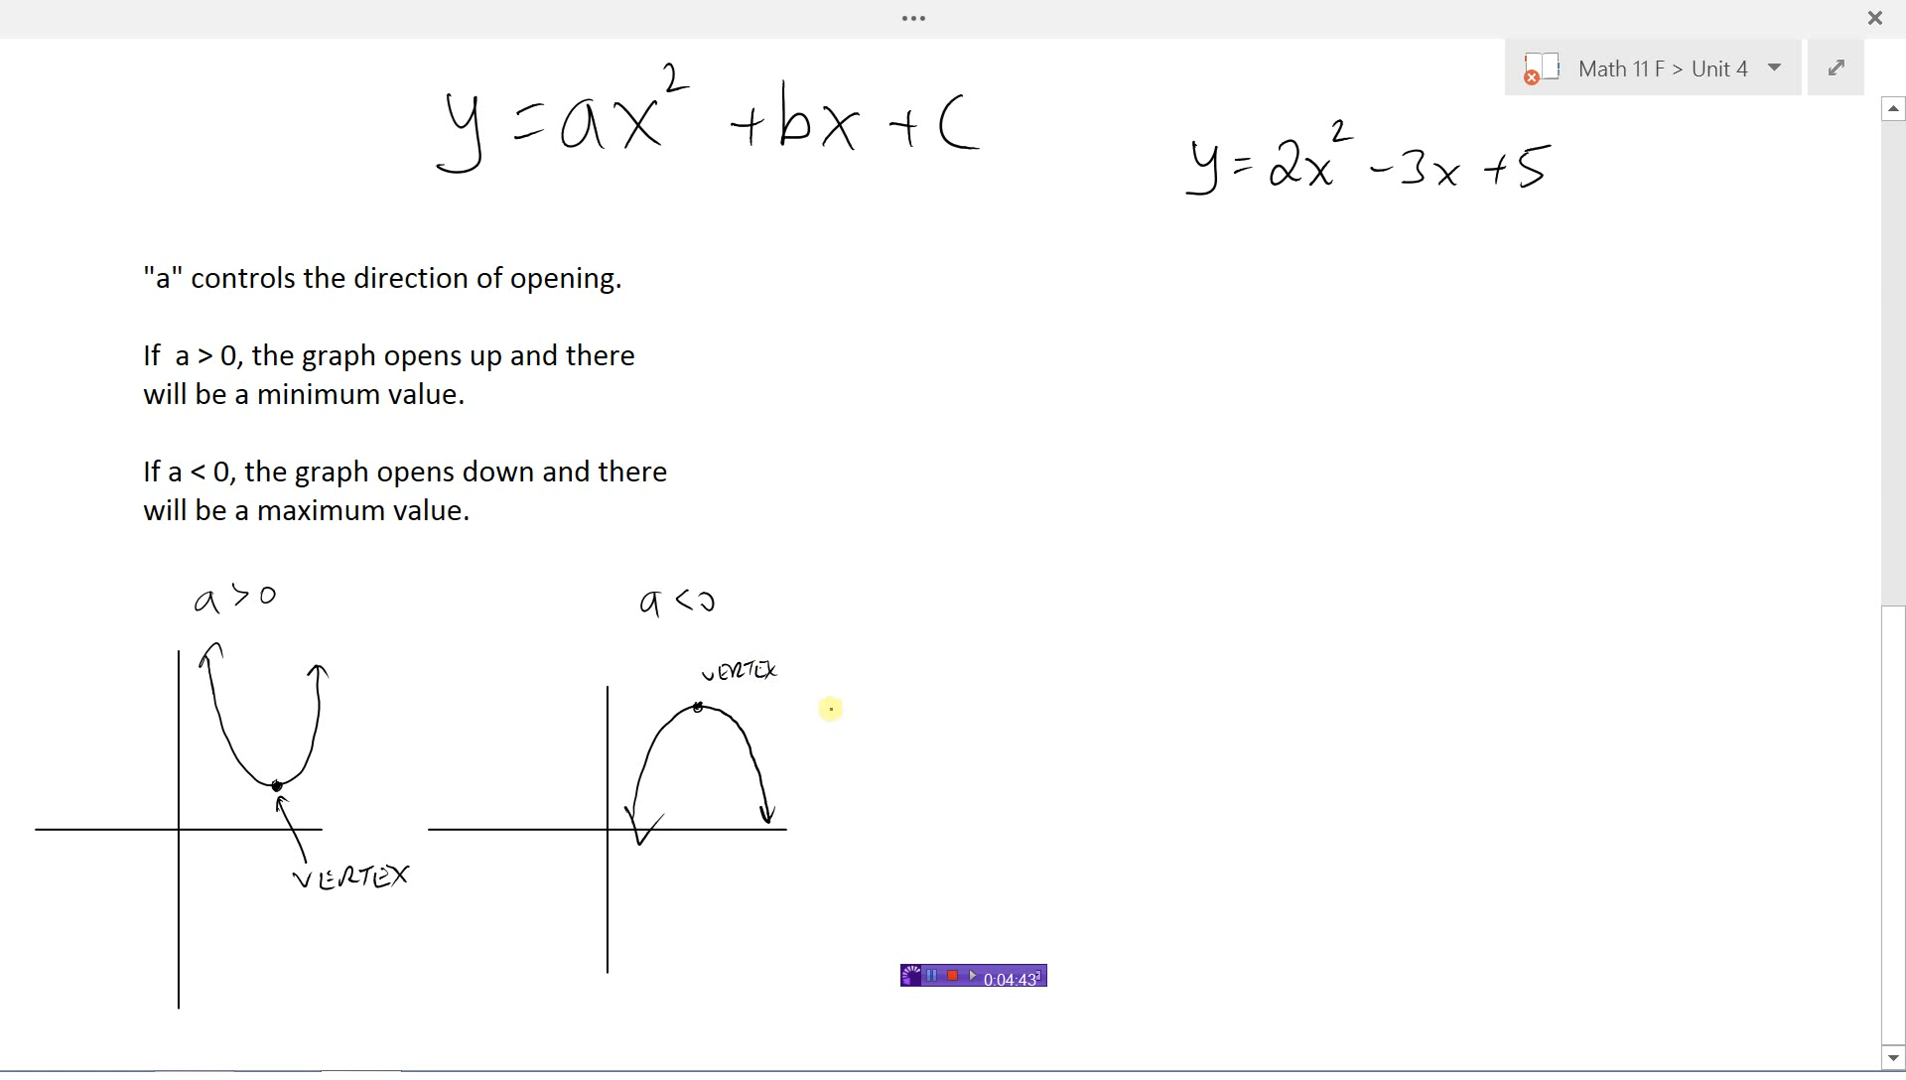 ...
Math 11 F > Unit 4
y = ax² + bx + c
y = 2x² - 3x + 5
"a" controls the direction of opening.
If a > 0, the graph opens up and there
will be a minimum value.
If a < 0, the graph opens down and there
will be a maximum value.
a > 0
a < 0
VERTEX
VERTEX
0:04:43